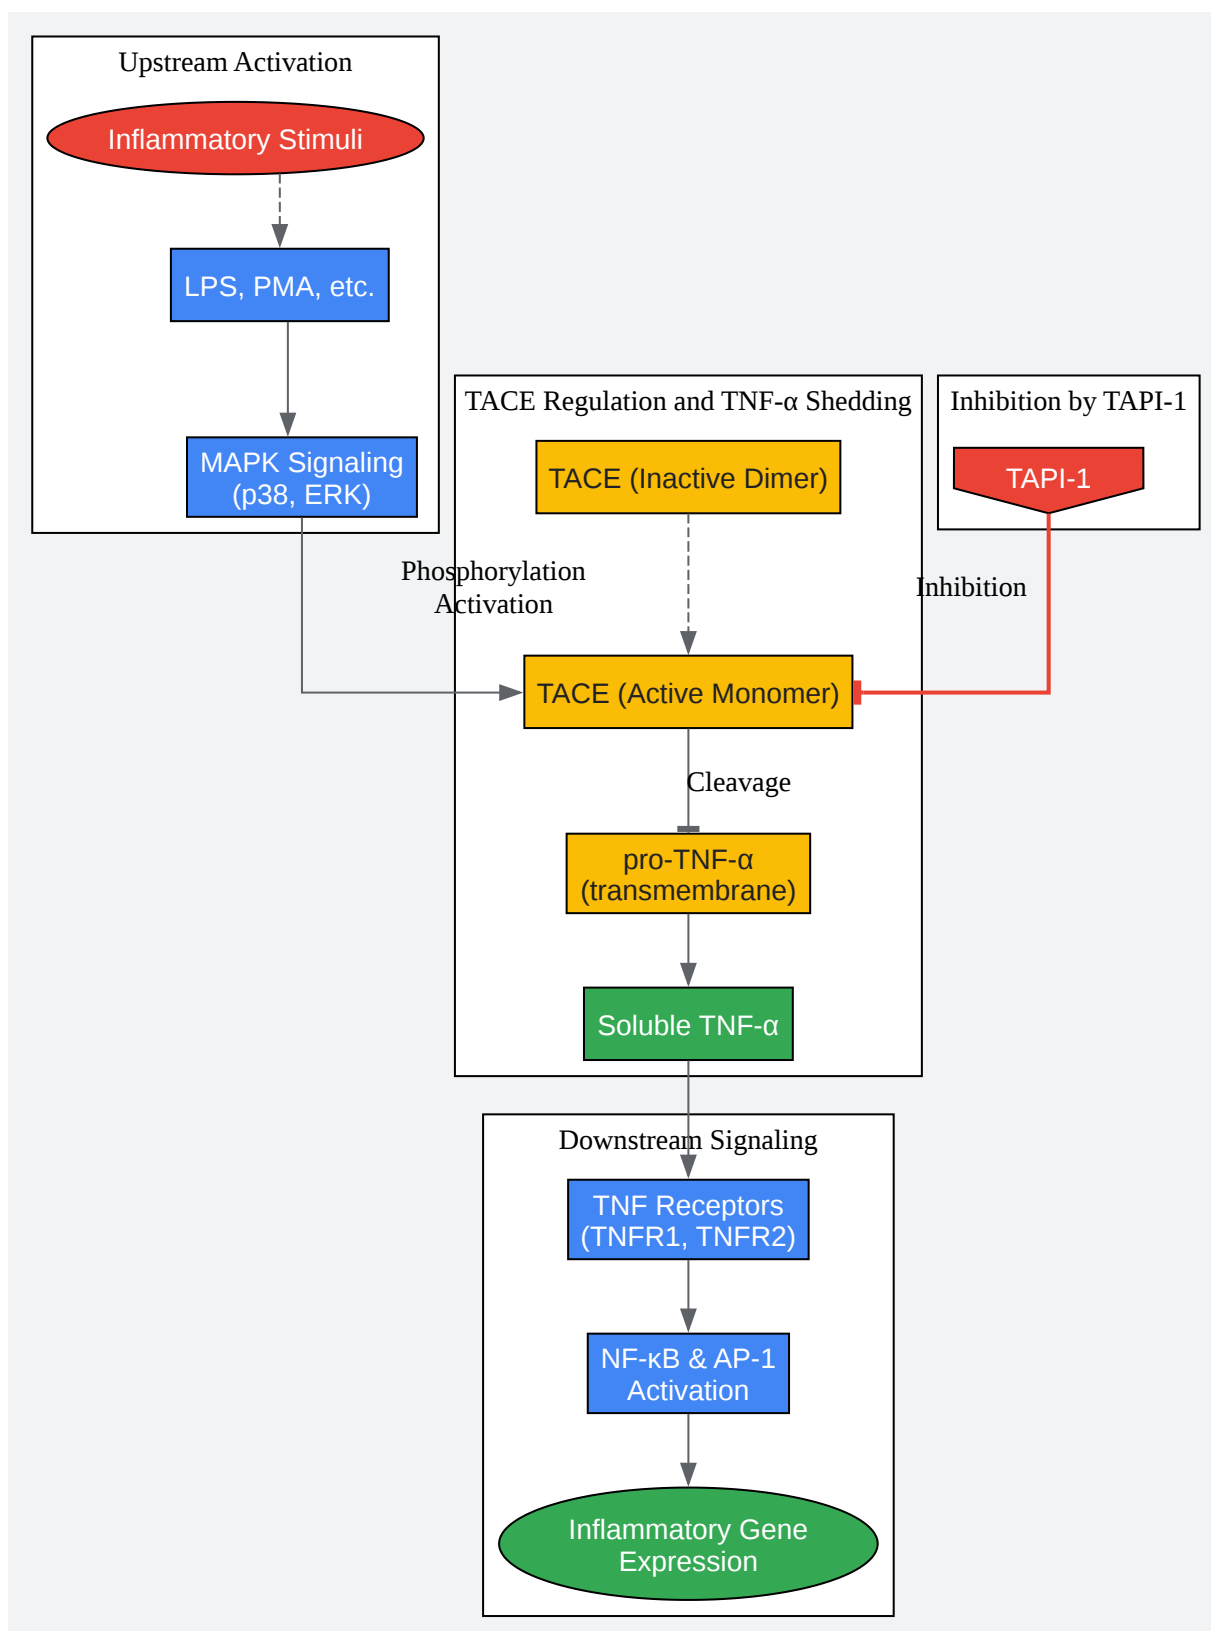 Upstream Activation
Inflammatory Stimuli
LPS, PMA, etc.
MAPK Signaling
(p38, ERK)
TACE Regulation and TNF-α Shedding
TACE (Inactive Dimer)
Phosphorylation
Activation
TACE (Active Monomer)
Cleavage
pro-TNF-α
(transmembrane)
Soluble TNF-α
Inhibition by TAPI-1
TAPI-1
Inhibition
Downstream Signaling
TNF Receptors
(TNFR1, TNFR2)
NF-κB & AP-1
Activation
Inflammatory Gene
Expression